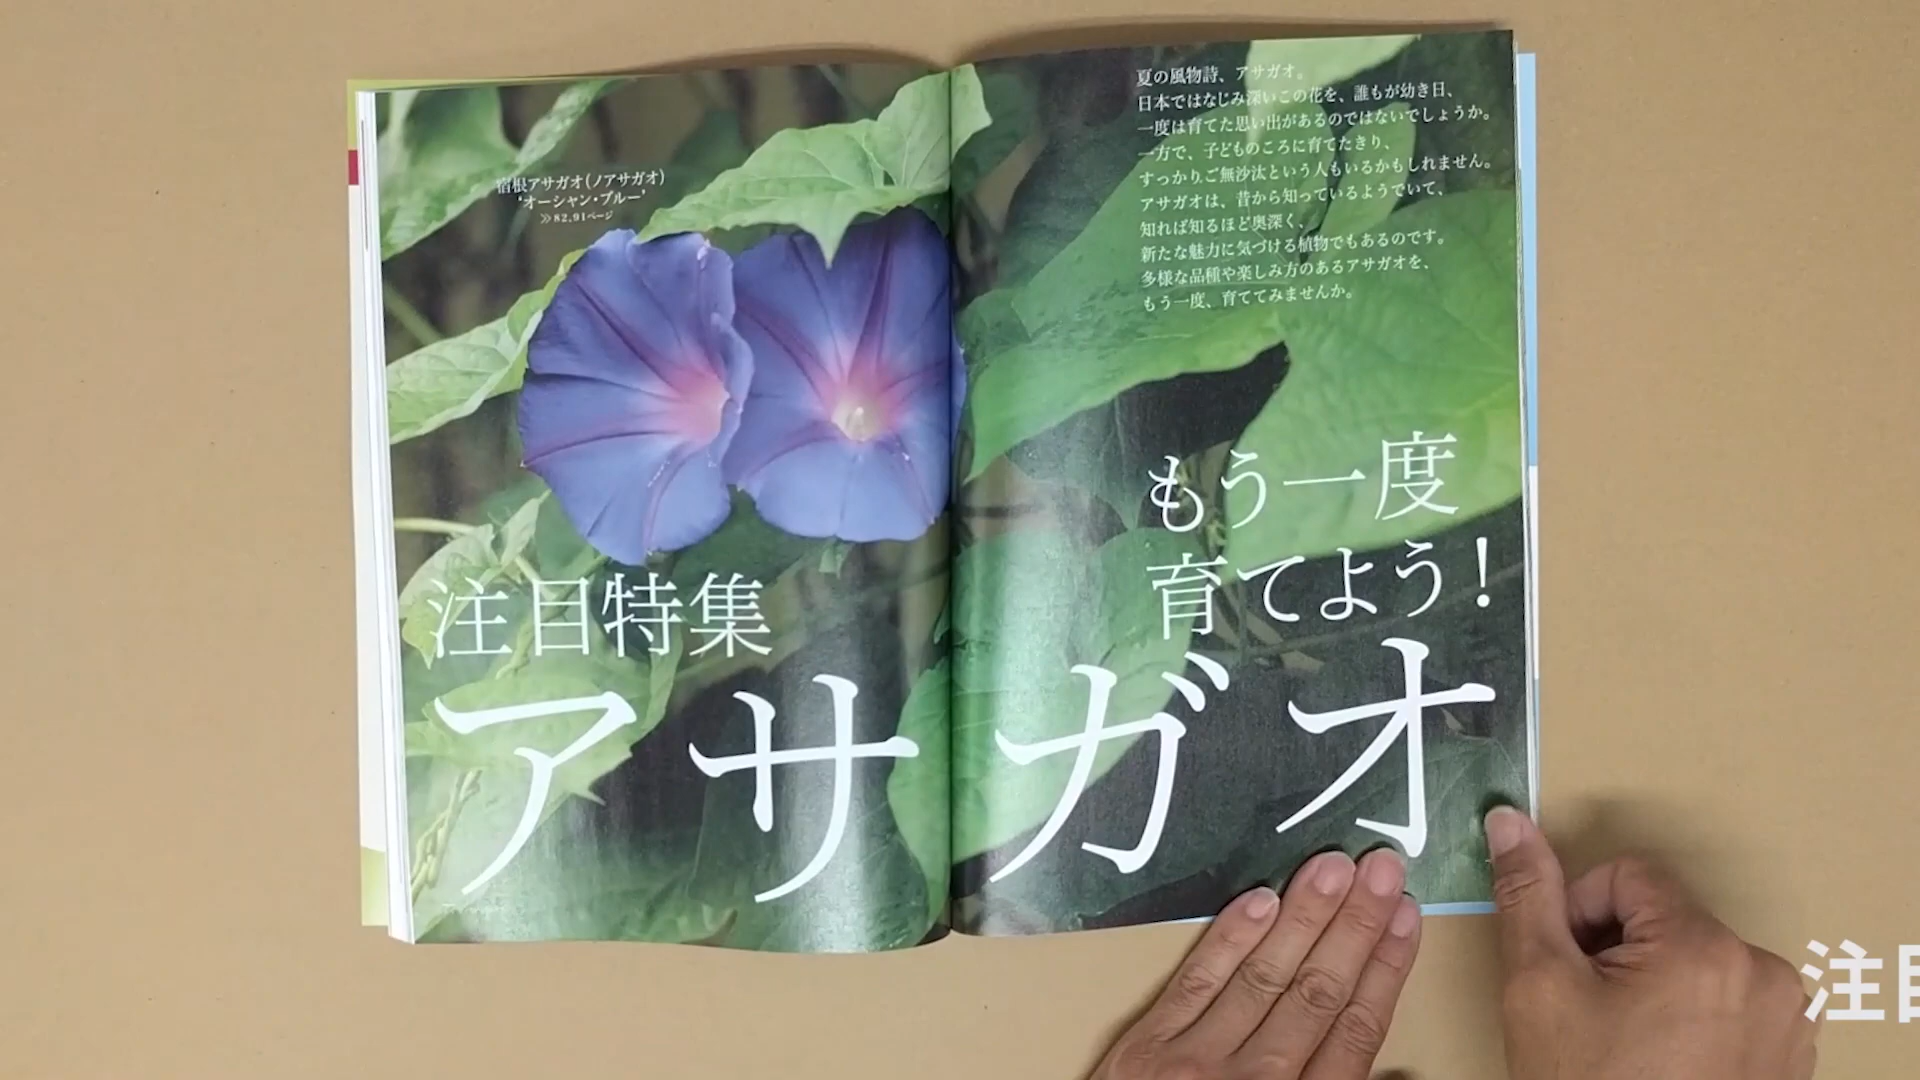 宿根アサガオ（ノアサガオ）
‘オーシャン・ブルー’
≫82,91ページ
夏の風物詩、アサガオ。
日本ではなじみ深いこの花を、誰もが幼き日、
一度は育てた思い出があるのではないでしょうか。
一方で、子どものころに育てたきり、
すっかりご無沙汰という人もいるかもしれません。
アサガオは、昔から知っているようでいて、
知れば知るほど奥深く、
新たな魅力に気づける植物でもあるのです。
多様な品種や楽しみ方のあるアサガオを、
もう一度、育ててみませんか。
もう一度
育てよう！
注目特集
アサガオ
注目